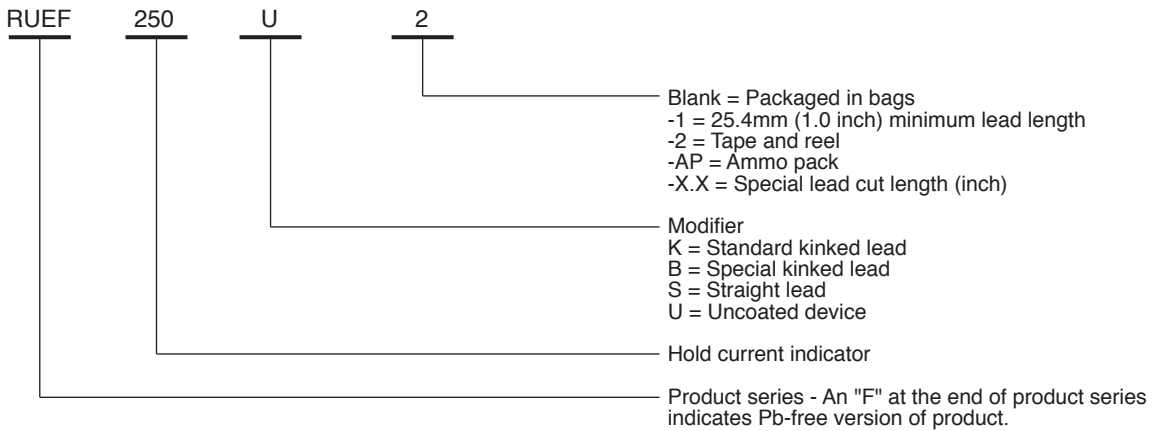 RUEF 250 U 2
Blank = Packaged in bags
-1 = 25.4mm (1.0 inch) minimum lead length
-2 = Tape and reel
-AP = Ammo pack
-X.X = Special lead cut length (inch)
Modifier
K = Standard kinked lead
B = Special kinked lead
S = Straight lead
U = Uncoated device
Hold current indicator
Product series - An "F" at the end of product series
indicates Pb-free version of product.